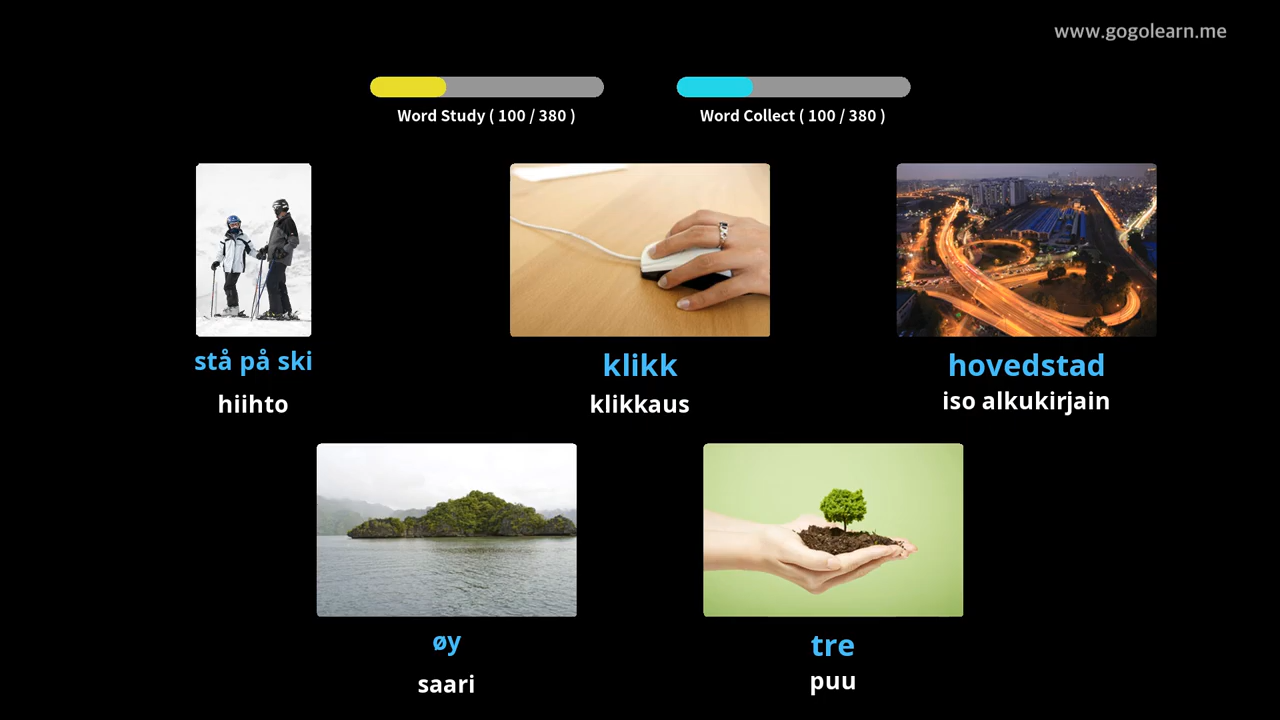 www.gogolearn.me
Word Study ( 100 / 380 )
Word Collect ( 100 / 380 )
stå på ski
hiihto
klikk
klikkaus
hovedstad
iso alkukirjain
øy
saari
tre
puu